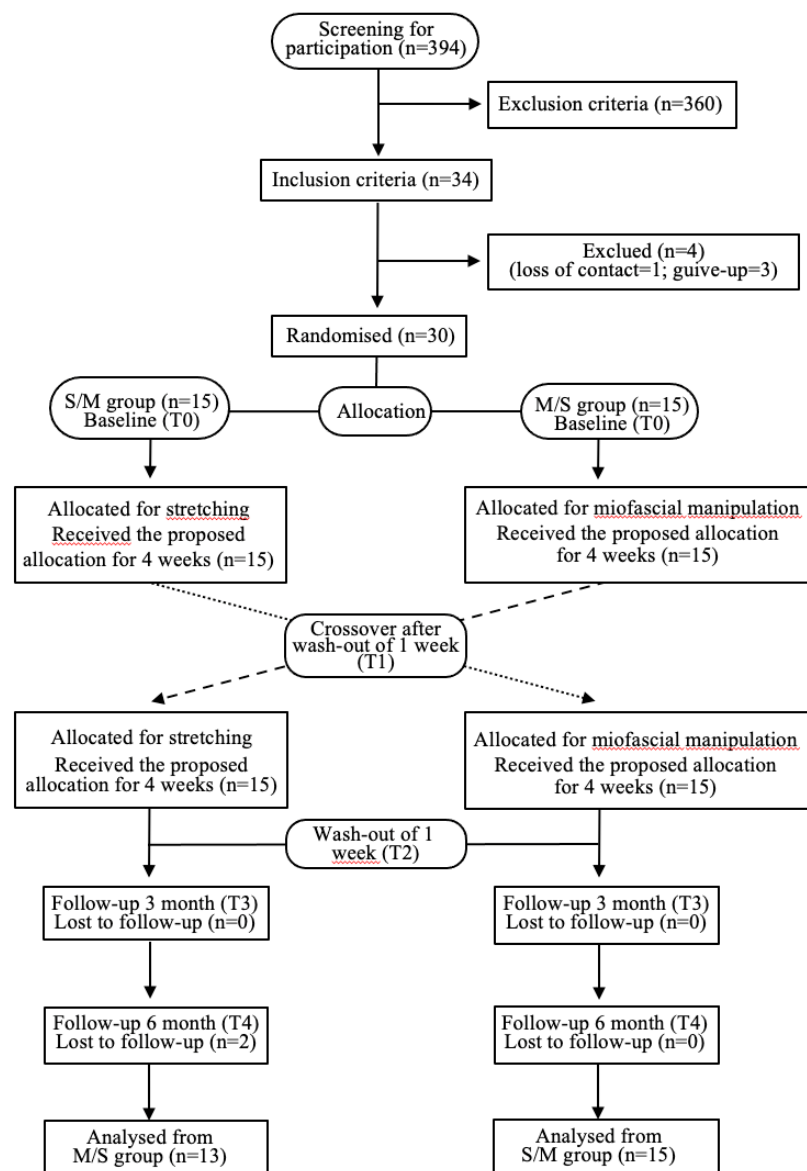 Screening for
participation (n=394)
Exclusion criteria (n=360)
Inclusion criteria (n=34)
Exclued (n=4)
(loss of contact=1; guive-up=3)
Randomised (n=30)
S/M group (n=15)
Baseline (T0)
Allocation
M/S group (n=15)
Baseline (T0)
Allocated for stretching
Received the proposed
allocation for 4 weeks (n=15)
Allocated for miofascial manipulation
Received the proposed allocation
for 4 weeks (n=15)
Crossover after
wash-out of 1 week
(T1)
Allocated for stretching
Received the proposed
allocation for 4 weeks (n=15)
Allocated for miofascial manipulation
Received the proposed allocation
for 4 weeks (n=15)
Wash-out of 1
week (T2)
Follow-up 3 month (T3)
Lost to follow-up (n=0)
Follow-up 3 month (T3)
Lost to follow-up (n=0)
Follow-up 6 month (T4)
Lost to follow-up (n=2)
Follow-up 6 month (T4)
Lost to follow-up (n=0)
Analysed from
M/S group (n=13)
Analysed from
S/M group (n=15)